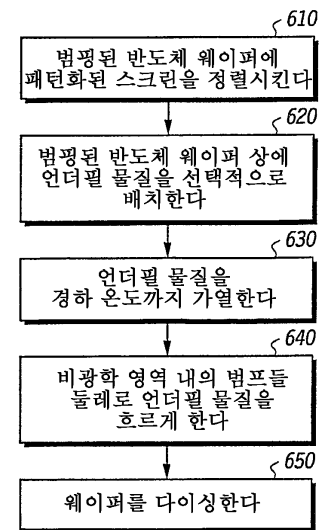 610
범핑된 반도체 웨이퍼에
패턴화된 스크린을 정렬시킨다
620
범핑된 반도체 웨이퍼 상에
언더필 물질을 선택적으로
배치한다
630
언더필 물질을
경하 온도까지 가열한다
640
비광학 영역 내의 범프들
둘레로 언더필 물질을
흐르게 한다
650
웨이퍼를 다이싱한다